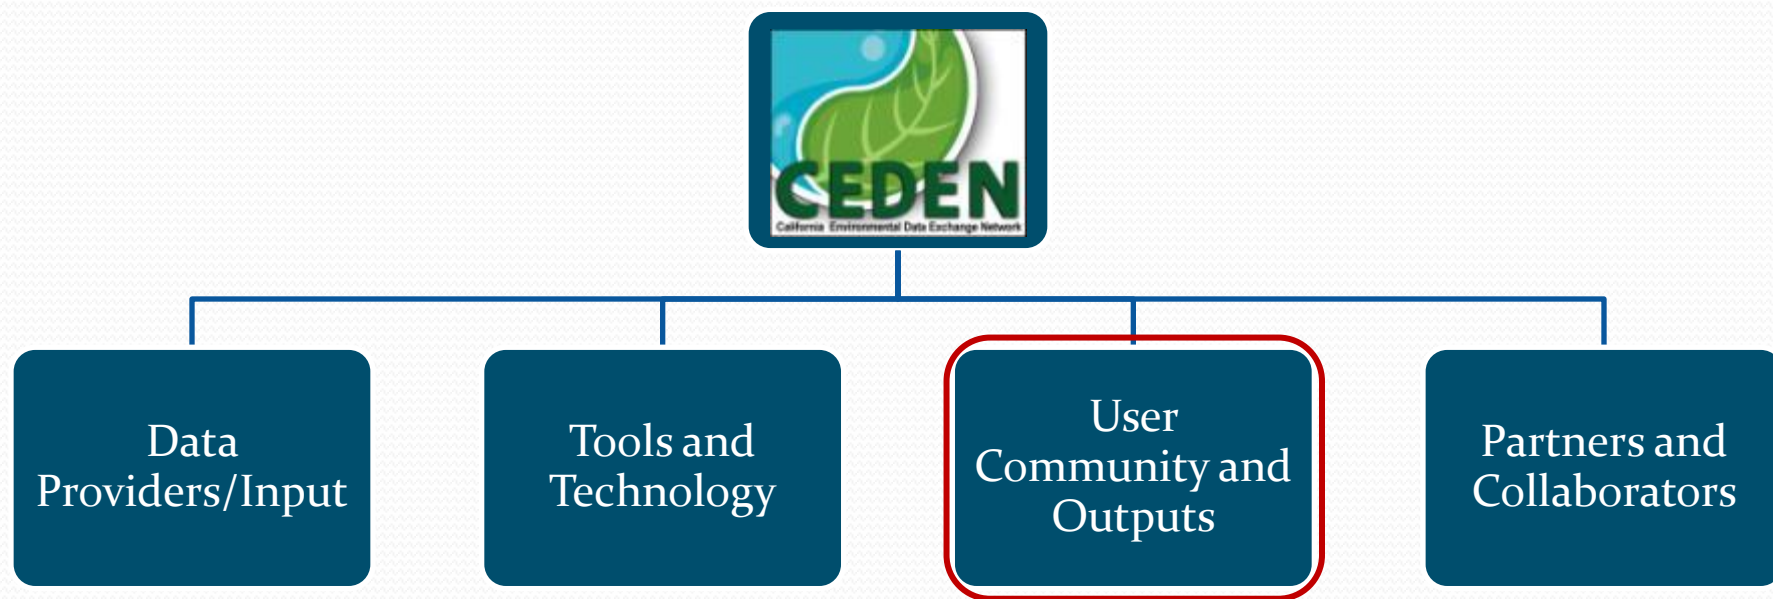 CEDEN
California Environmental Data Exchange Network
Data
Providers/Input
Tools and
Technology
User
Community and
Outputs
Partners and
Collaborators